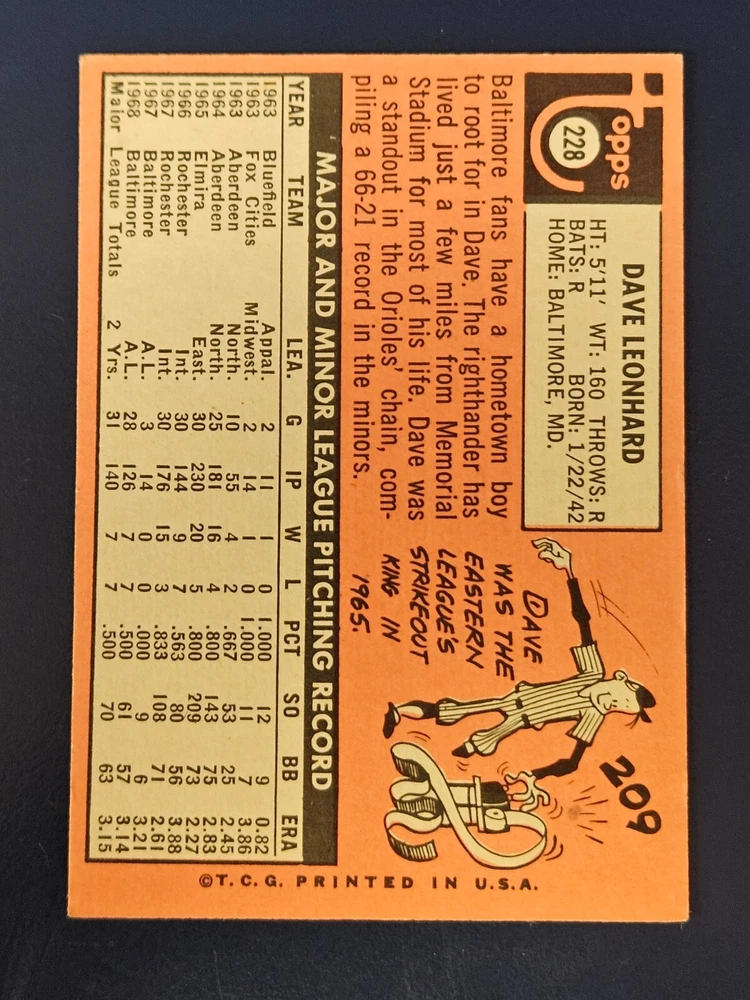 Topps
228
DAVE LEONHARD
HT: 5'11' WT: 160 THROWS: R
BATS: R BORN: 1/22/42
HOME: BALTIMORE, MD.
Baltimore fans have a hometown boy
to root for in Dave. The righthander has
lived just a few miles from Memorial
Stadium for most of his life. Dave was
a standout in the Orioles' chain, com-
piling a 66-21 record in the minors.
DAVE
WAS THE
EASTERN
LEAGUE'S
STRIKEOUT
KING IN
1965.
209
MAJOR AND MINOR LEAGUE PITCHING RECORD
YEAR TEAM LEA. G IP W L PCT SO BB ERA
1963 Bluefield Appal. 2 11 1 0 1.000 12 9 0.82
1963 Fox Cities Midwest. 2 14 1 0 1.000 11 7 3.86
1963 Aberdeen North. 10 55 4 2 .667 53 25 2.45
1964 Aberdeen North. 25 181 16 4 .800 143 75 2.83
1965 Elmira East. 30 230 20 5 .800 209 73 2.27
1966 Rochester Int. 30 144 9 7 .563 80 56 3.88
1967 Rochester Int. 30 176 15 3 .833 108 71 2.61
1967 Baltimore A.L. 3 14 0 0 .000 9 6 3.21
1968 Baltimore A.L. 28 126 7 7 .500 61 57 3.14
Major League Totals 2 Yrs. 31 140 7 7 .500 70 63 3.15
©T.C.G. PRINTED IN U.S.A.